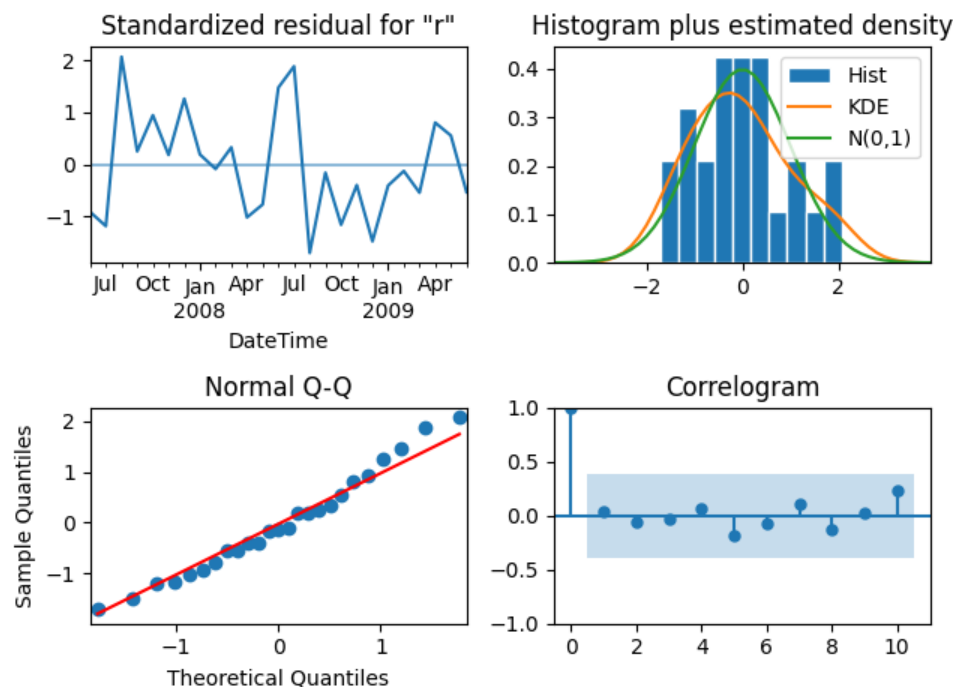 Standardized residual for "r"
2
1
0
−1
Jul Oct Jan Apr Jul Oct Jan Apr
2008 2009
DateTime
Histogram plus estimated density
0.4
0.3
0.2
0.1
0.0
Hist
KDE
N(0,1)
−2 0 2
Normal Q-Q
Sample Quantiles
2
1
0
−1
−1 0 1
Theoretical Quantiles
Correlogram
1.0
0.5
0.0
−0.5
−1.0
0 2 4 6 8 10